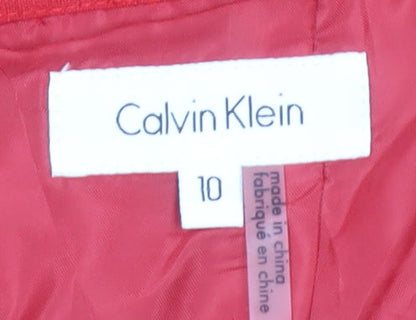 Calvin Klein
10
made in china
fabriqué en chine